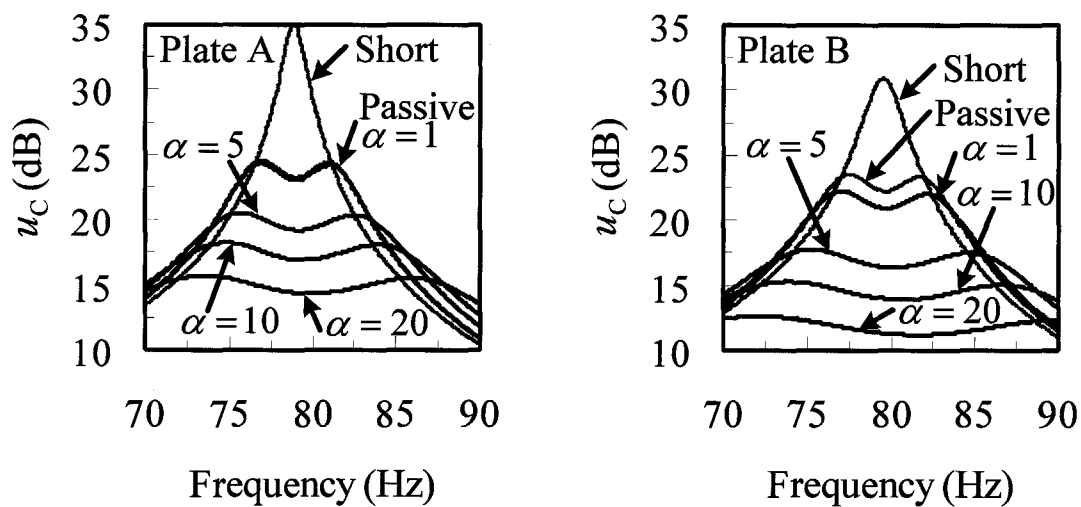 35
30
25
20
15
10
u_C (dB)
Plate A
Short
Passive
α = 1
α = 5
α = 10
α = 20
70 75 80 85 90
Frequency (Hz)
35
30
25
20
15
10
u_C (dB)
Plate B
Short
Passive
α = 5
α = 1
α = 10
α = 20
70 75 80 85 90
Frequency (Hz)